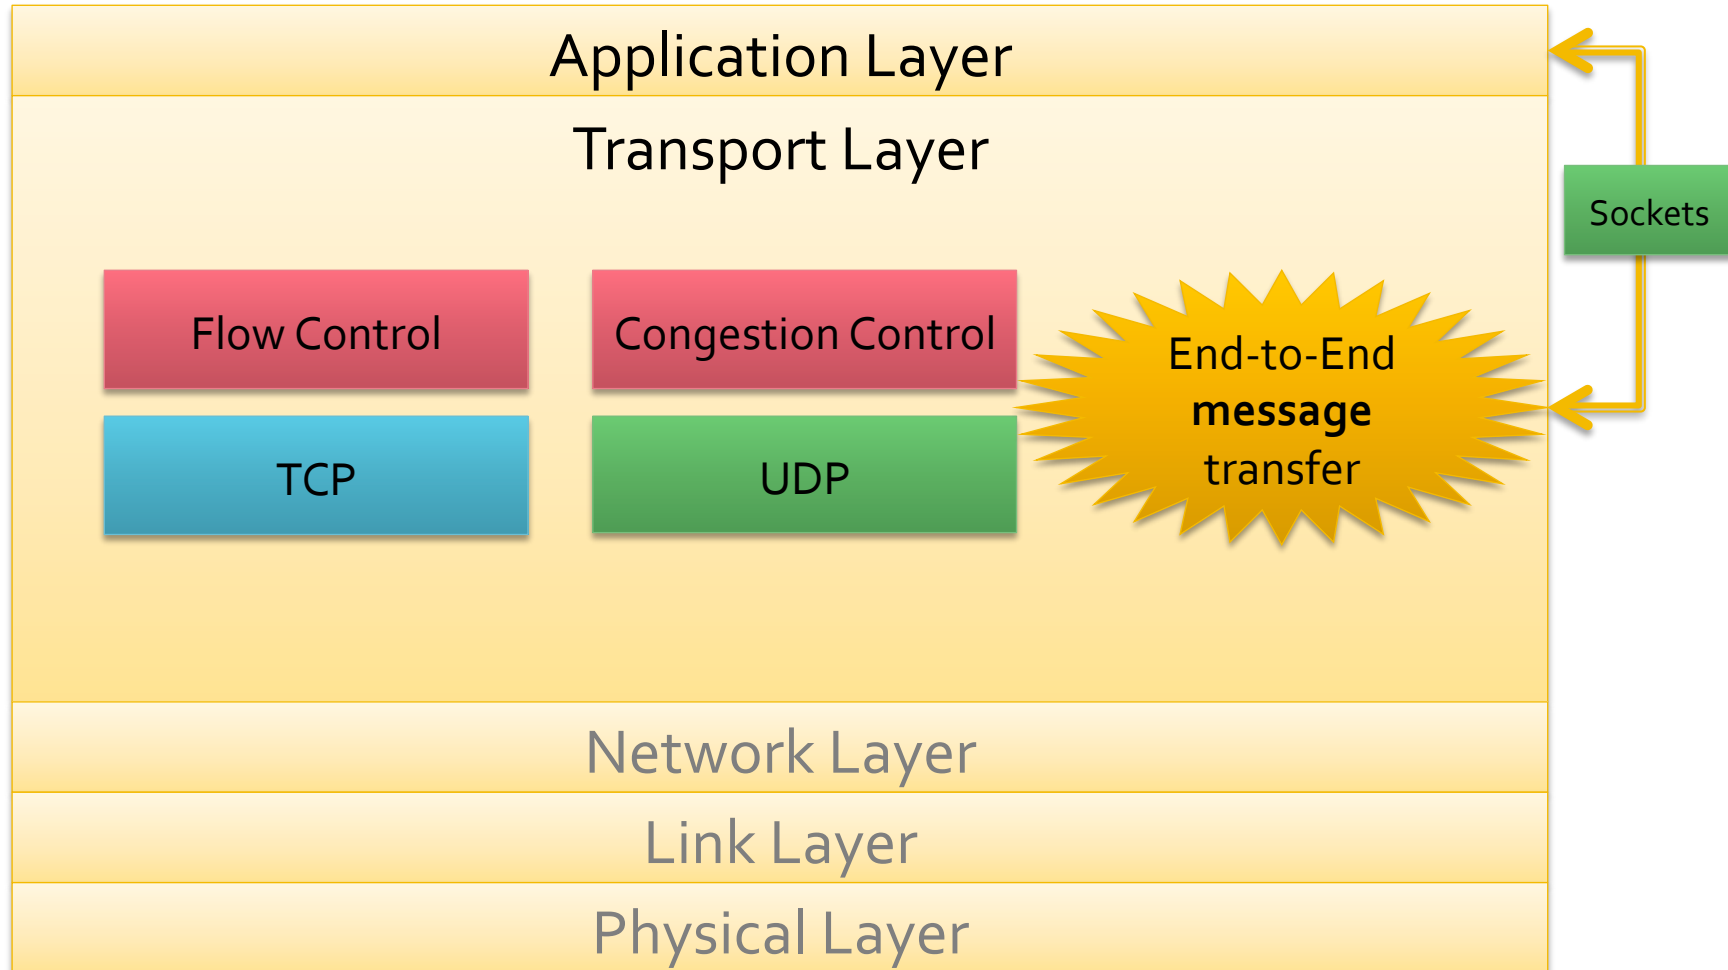 Application Layer
Transport Layer
Sockets
Flow Control
Congestion Control
End-to-End
message
transfer
TCP
UDP
Network Layer
Link Layer
Physical Layer